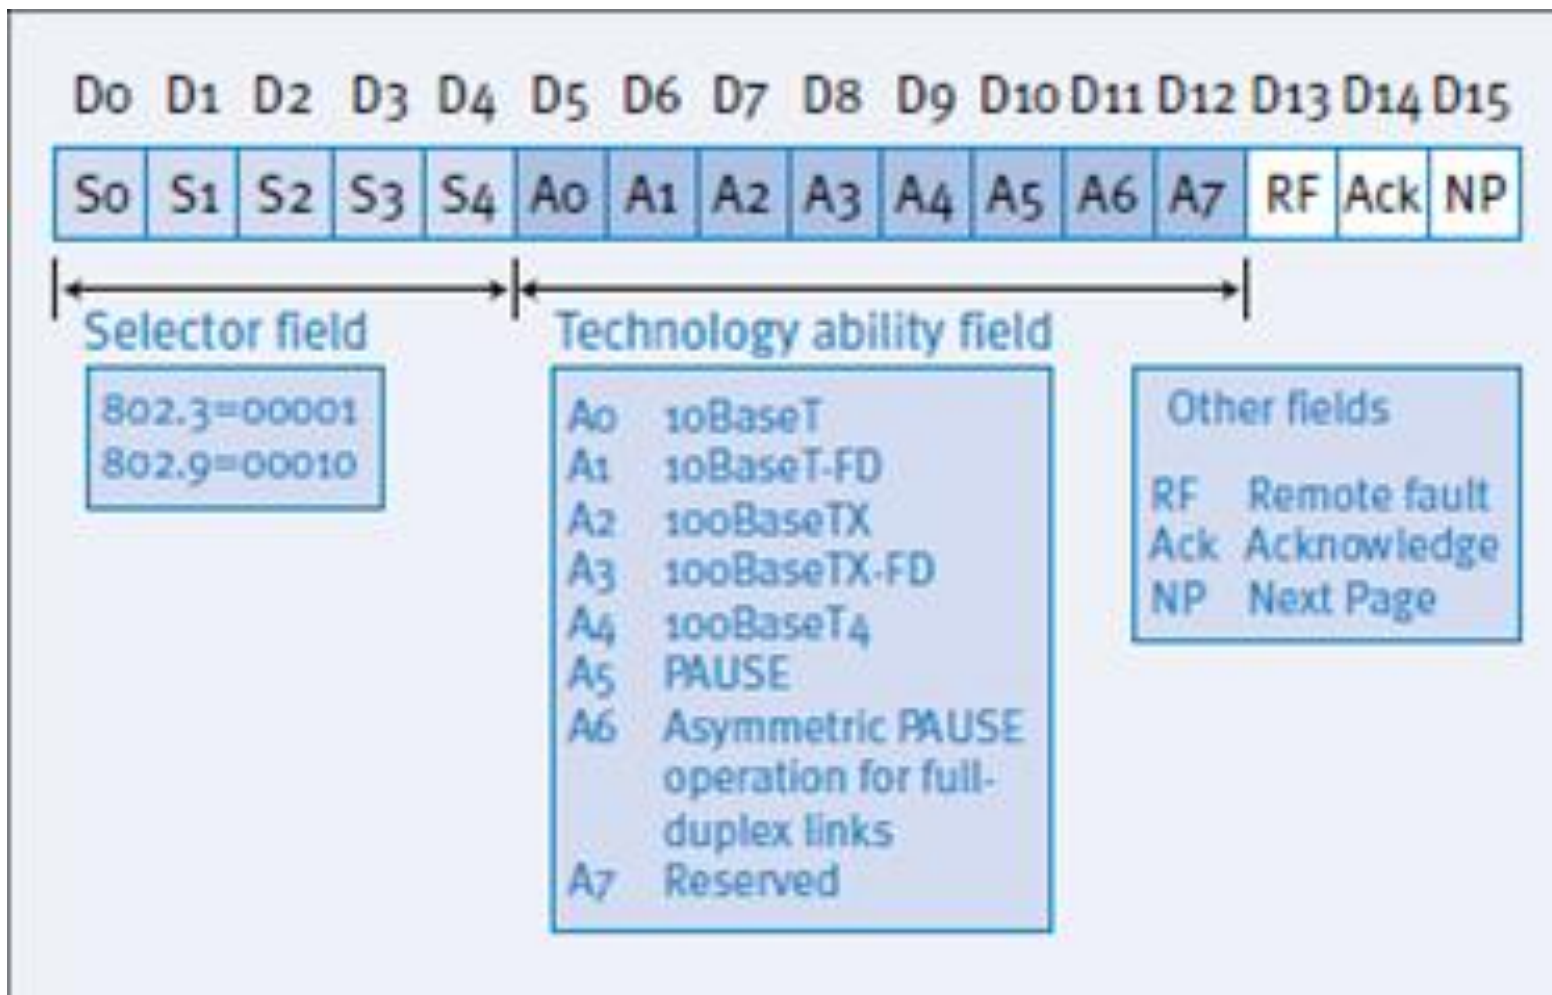 D0 D1 D2 D3 D4 D5 D6 D7 D8 D9 D10 D11 D12 D13 D14 D15
S0 S1 S2 S3 S4 A0 A1 A2 A3 A4 A5 A6 A7 RF Ack NP
Selector field
802.3=00001
802.9=00010
Technology ability field
A0 10BaseT
A1 10BaseT-FD
A2 100BaseTX
A3 100BaseTX-FD
A4 100BaseT4
A5 PAUSE
A6 Asymmetric PAUSE
operation for full-
duplex links
A7 Reserved
Other fields
RF Remote fault
Ack Acknowledge
NP Next Page